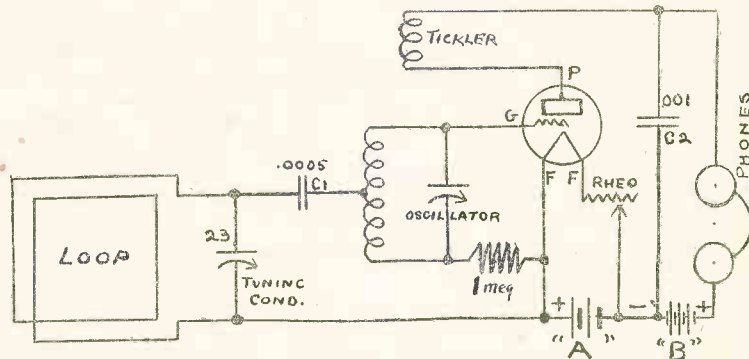 TICKLER
P
G
F F
RHEO
.001
C2
PHONES
.0005
C1
OSCILLATOR
LOOP
23
TUNING
COND.
1 meg
+ -
"A"
- +
"B"